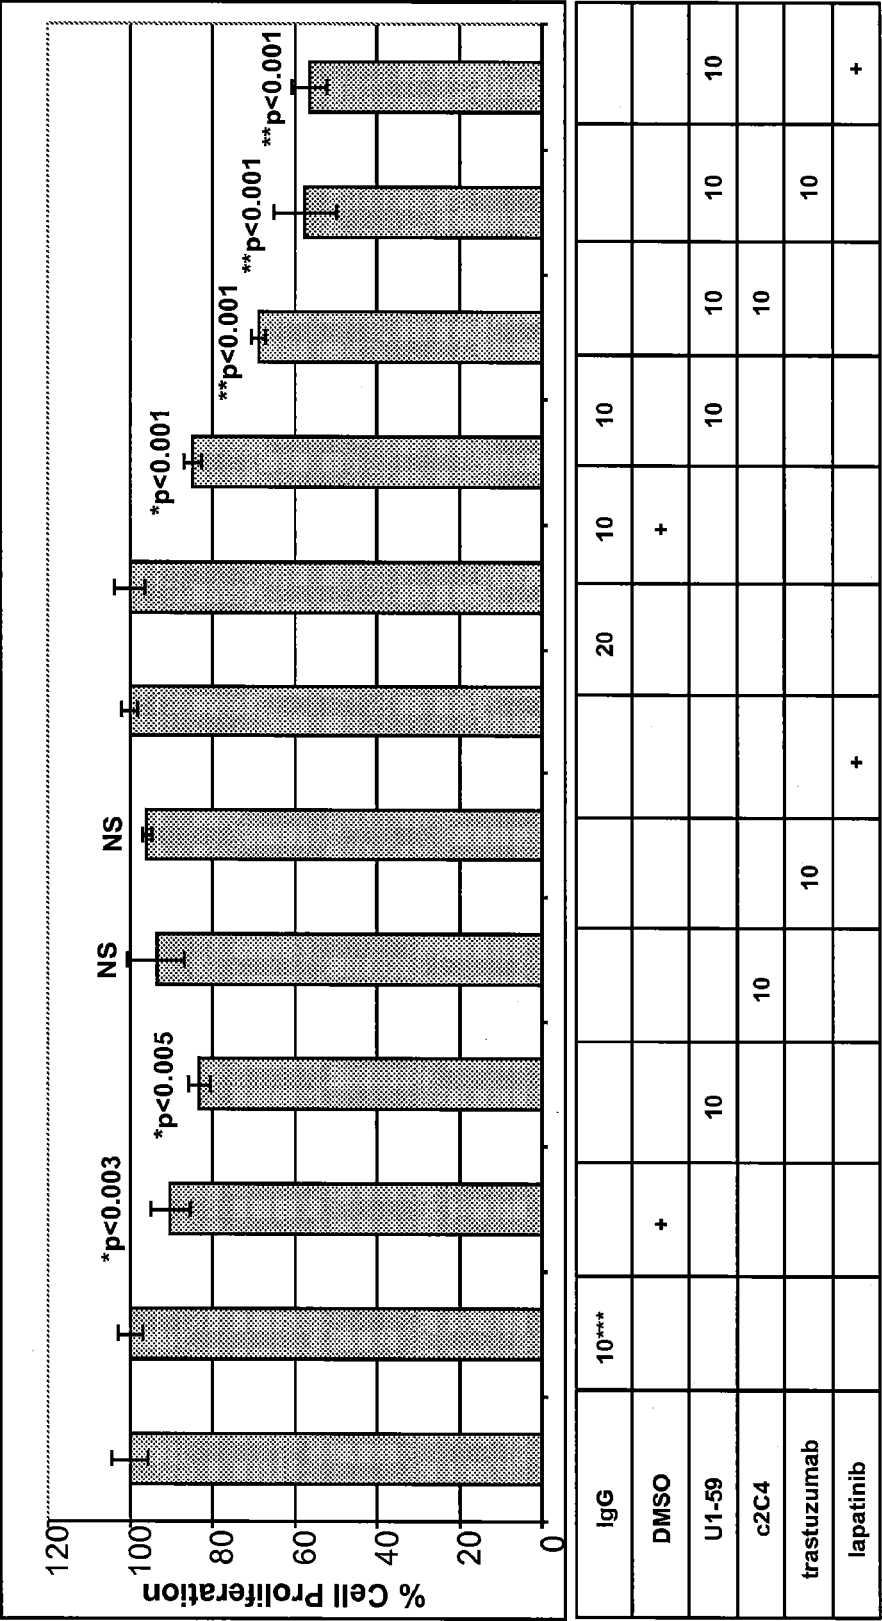 % Cell Proliferation
120
100
80
60
40
20
0
*p<0.003
*p<0.005
NS
NS
*p<0.001
**p<0.001
**p<0.001
**p<0.001
IgG 10*** 20 10 10
DMSO + +
U1-59 10 10 10 10 10
c2C4 10 10
trastuzumab 10 10
lapatinib + +